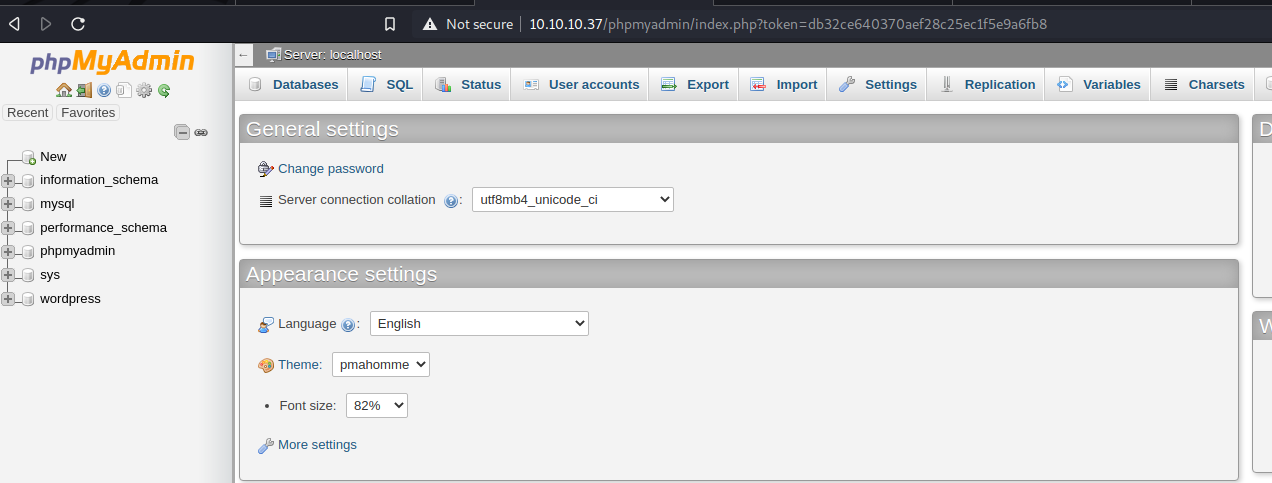 Not secure 10.10.10.37/phpmyadmin/index.php?token=db32ce640370aef28c25ec1f5e9a6fb8
phpMyAdmin
Recent Favorites
New
information_schema
mysql
performance_schema
phpmyadmin
sys
wordpress
Server: localhost
Databases SQL Status User accounts Export Import Settings Replication Variables Charsets
General settings
Change password
Server connection collation : utf8mb4_unicode_ci
Appearance settings
Language : English
Theme: pmahomme
• Font size: 82%
More settings
D
W